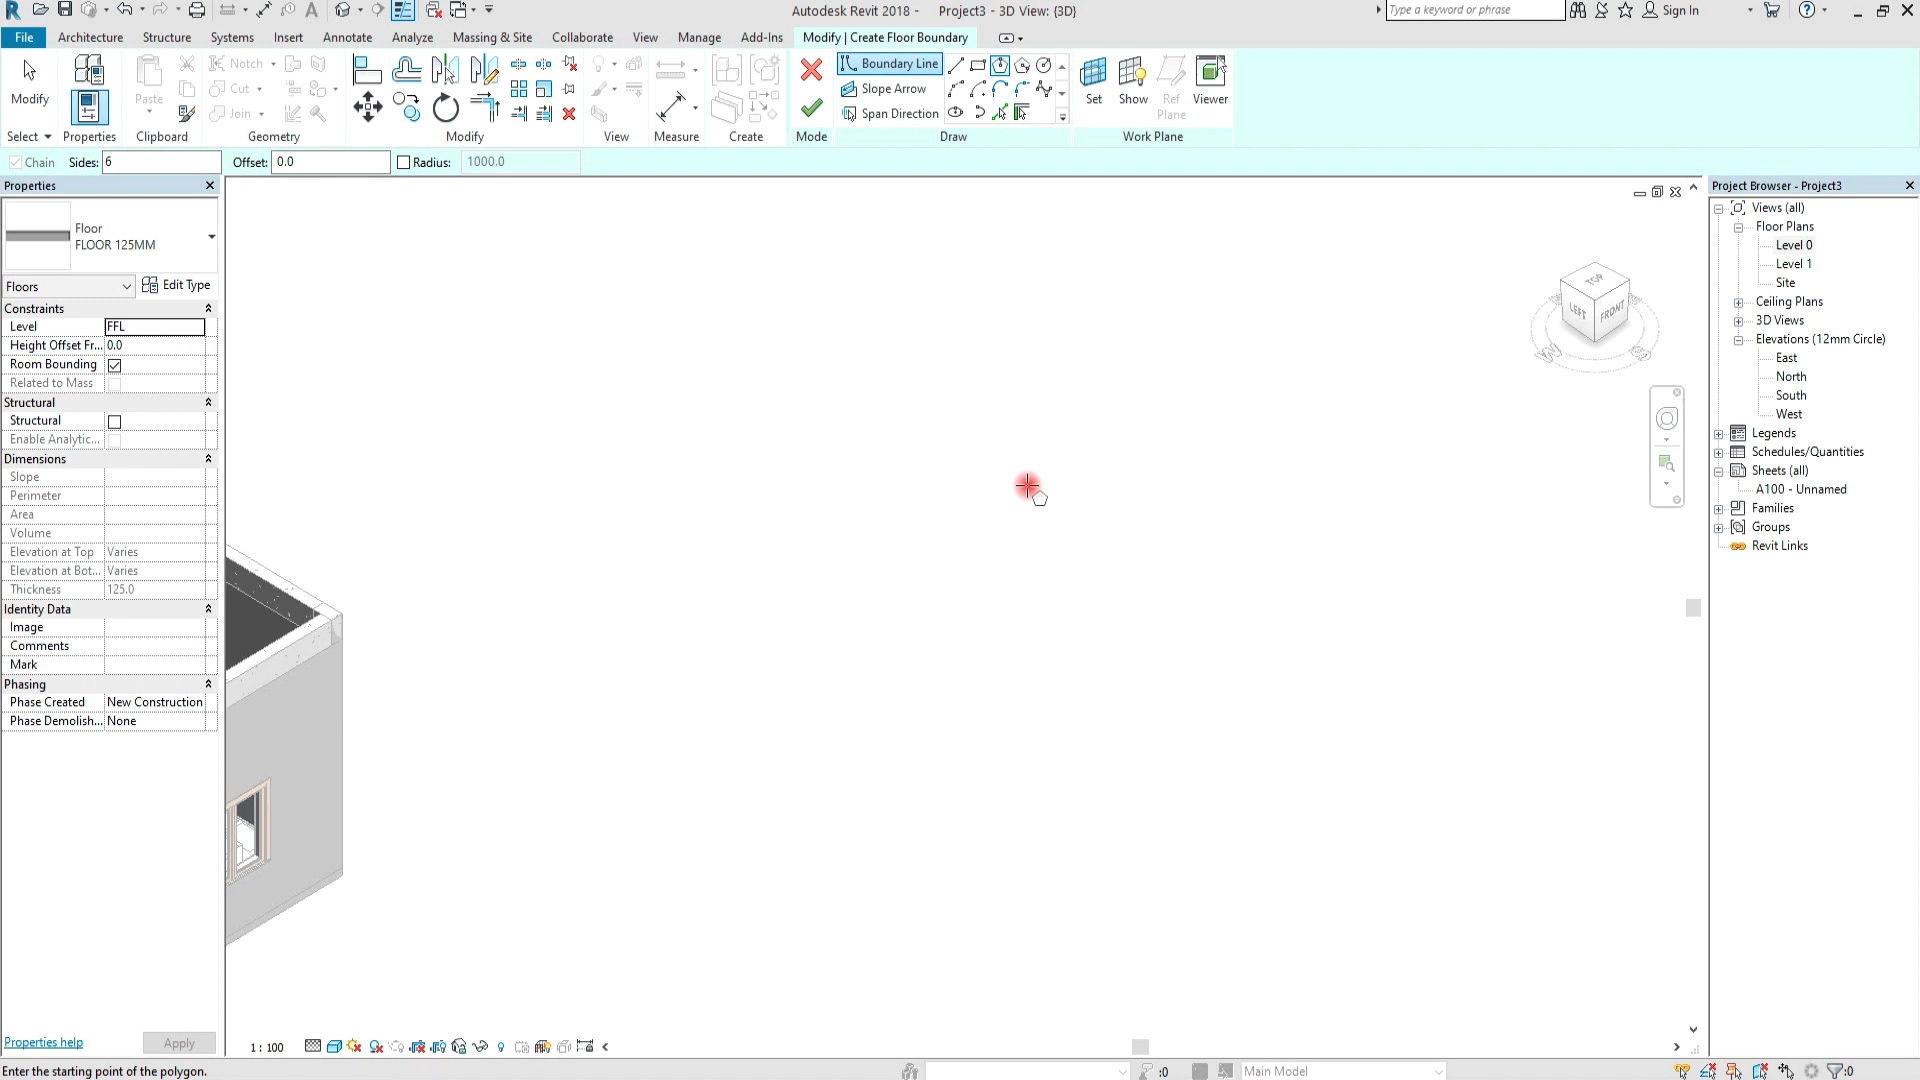 Autodesk Revit 2018 -     Project3 - 3D View: {3D}
Type a keyword or phrase
Sign In
File Architecture Structure Systems Insert Annotate Analyze Massing & Site Collaborate View Manage Add-Ins Modify | Create Floor Boundary
Modify
Select
Properties
Paste
Clipboard
Notch
Cut
Join
Geometry
Modify
View
Measure
Create
Mode
Boundary Line
Slope Arrow
Span Direction
Draw
Set
Show
Ref
Plane
Viewer
Work Plane
Chain Sides: 6 Offset: 0.0 Radius: 1000.0
Properties
Floor
FLOOR 125MM
Floors Edit Type
Constraints
Level FFL
Height Offset Fr... 0.0
Room Bounding
Related to Mass
Structural
Structural
Enable Analytic...
Dimensions
Slope
Perimeter
Area
Volume
Elevation at Top Varies
Elevation at Bot... Varies
Thickness 125.0
Identity Data
Image
Comments
Mark
Phasing
Phase Created New Construction
Phase Demolish... None
Properties help Apply
TOP
LEFT
FRONT
W
S
Project Browser - Project3
Views (all)
Floor Plans
Level 0
Level 1
Site
Ceiling Plans
3D Views
Elevations (12mm Circle)
East
North
South
West
Legends
Schedules/Quantities
Sheets (all)
A100 - Unnamed
Families
Groups
Revit Links
1 : 100
Enter the starting point of the polygon.
:0
Main Model
:0